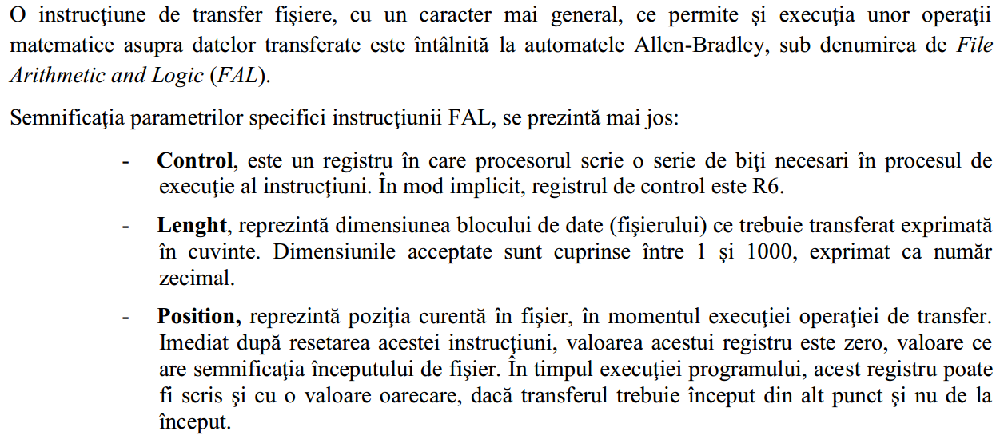 O instrucţiune de transfer fişiere, cu un caracter mai general, ce permite şi execuţia unor operaţii
matematice asupra datelor transferate este întâlnită la automatele Allen-Bradley, sub denumirea de File
Arithmetic and Logic (FAL).
Semnificaţia parametrilor specifici instrucţiunii FAL, se prezintă mai jos:
- Control, este un registru în care procesorul scrie o serie de biţi necesari în procesul de
execuţie al instrucţiuni. În mod implicit, registrul de control este R6.
- Lenght, reprezintă dimensiunea blocului de date (fişierului) ce trebuie transferat exprimată
în cuvinte. Dimensiunile acceptate sunt cuprinse între 1 şi 1000, exprimat ca număr
zecimal.
- Position, reprezintă poziţia curentă în fişier, în momentul execuţiei operaţiei de transfer.
Imediat după resetarea acestei instrucţiuni, valoarea acestui registru este zero, valoare ce
are semnificaţia începutului de fişier. În timpul execuţiei programului, acest registru poate
fi scris şi cu o valoare oarecare, dacă transferul trebuie început din alt punct şi nu de la
început.